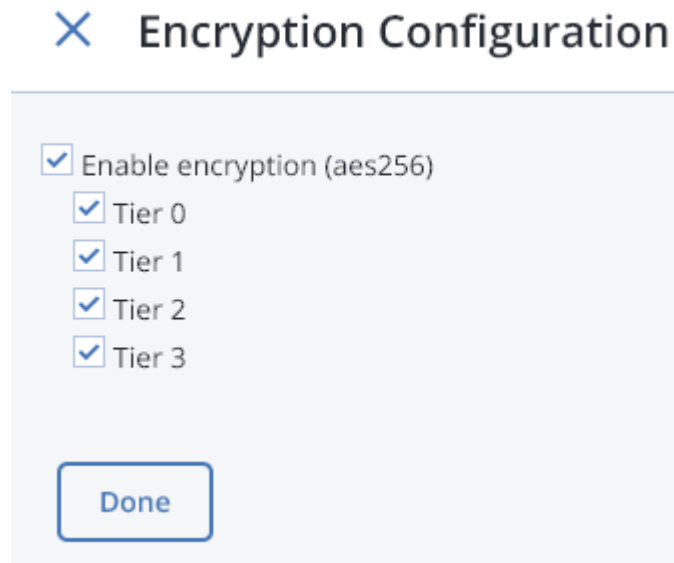 Encryption Configuration
Enable encryption (aes256)
Tier 0
Tier 1
Tier 2
Tier 3
Done